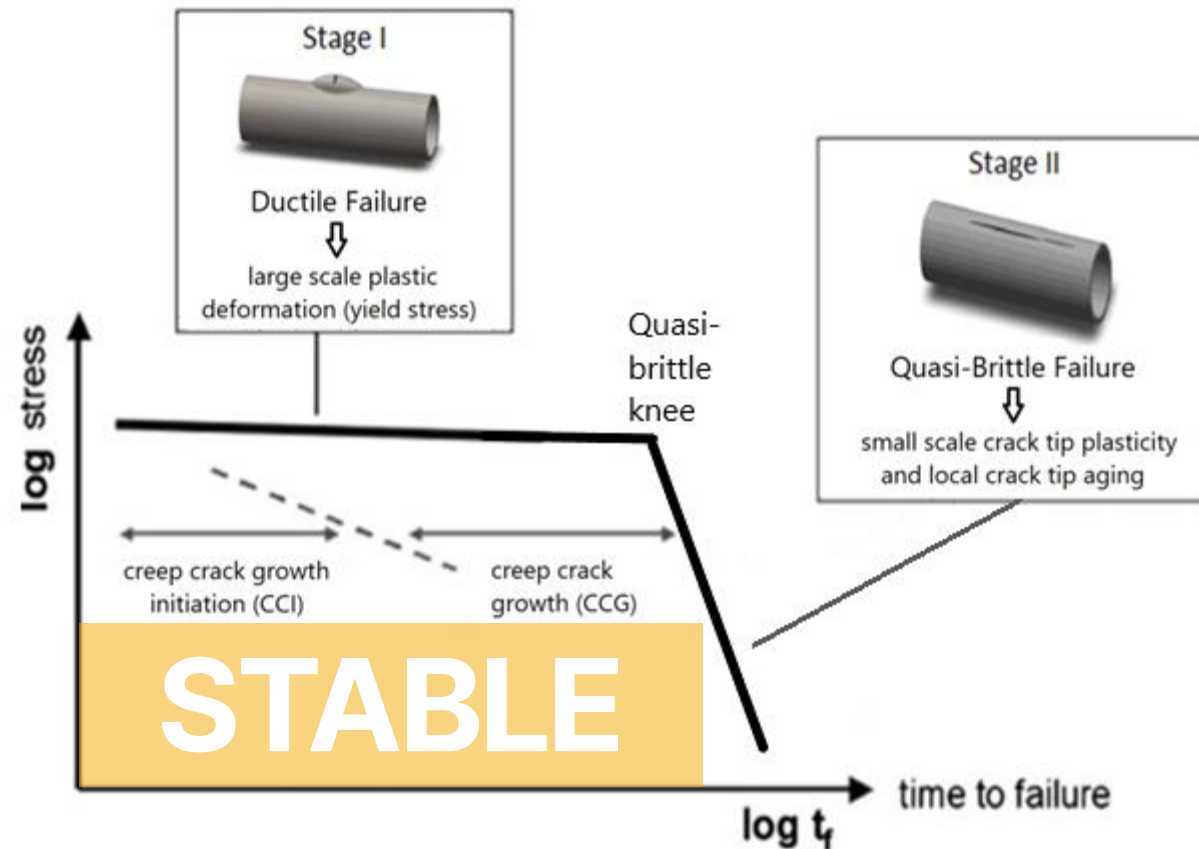 Stage I
Ductile Failure
large scale plastic
deformation (yield stress)
Stage II
Quasi-Brittle Failure
small scale crack tip plasticity
and local crack tip aging
Quasi-
brittle
knee
log stress
creep crack growth
initiation (CCI)
creep crack
growth (CCG)
STABLE
time to failure
log tf